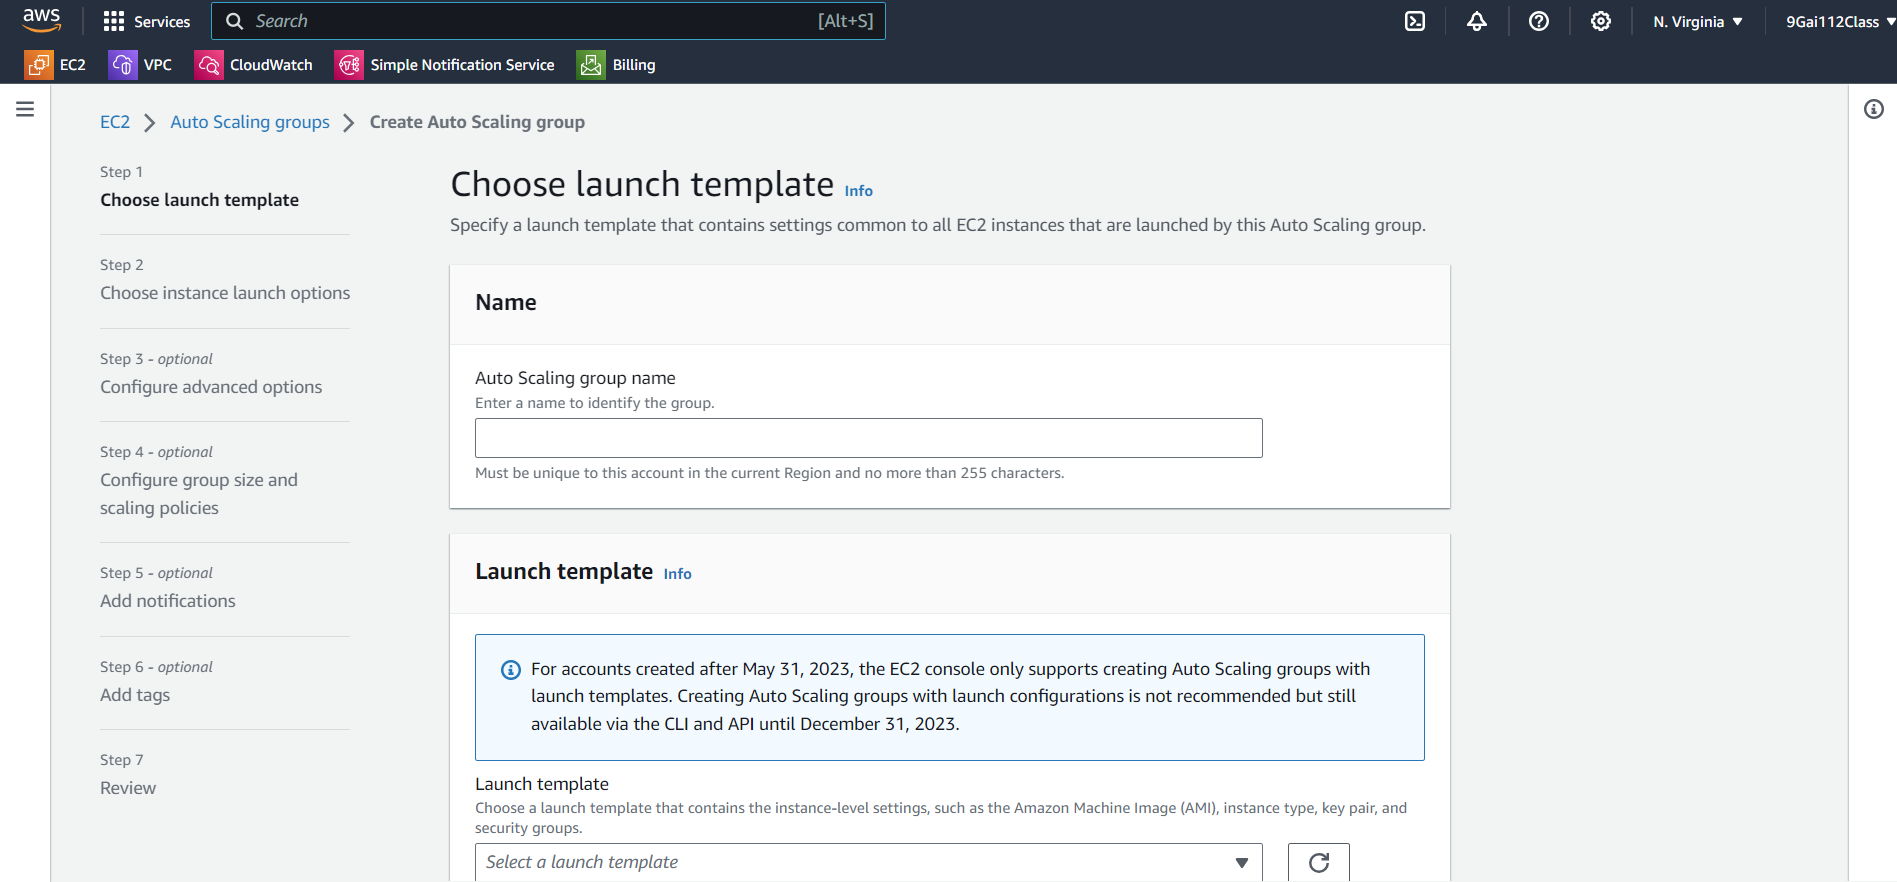 aws
Services
Search [Alt+S]
N. Virginia
9Gai112Class
EC2
VPC
CloudWatch
Simple Notification Service
Billing
EC2
Auto Scaling groups
Create Auto Scaling group
Step 1
Choose launch template
Step 2
Choose instance launch options
Step 3 - optional
Configure advanced options
Step 4 - optional
Configure group size and
scaling policies
Step 5 - optional
Add notifications
Step 6 - optional
Add tags
Step 7
Review
Choose launch template Info
Specify a launch template that contains settings common to all EC2 instances that are launched by this Auto Scaling group.
Name
Auto Scaling group name
Enter a name to identify the group.
Must be unique to this account in the current Region and no more than 255 characters.
Launch template Info
For accounts created after May 31, 2023, the EC2 console only supports creating Auto Scaling groups with
launch templates. Creating Auto Scaling groups with launch configurations is not recommended but still
available via the CLI and API until December 31, 2023.
Launch template
Choose a launch template that contains the instance-level settings, such as the Amazon Machine Image (AMI), instance type, key pair, and
security groups.
Select a launch template